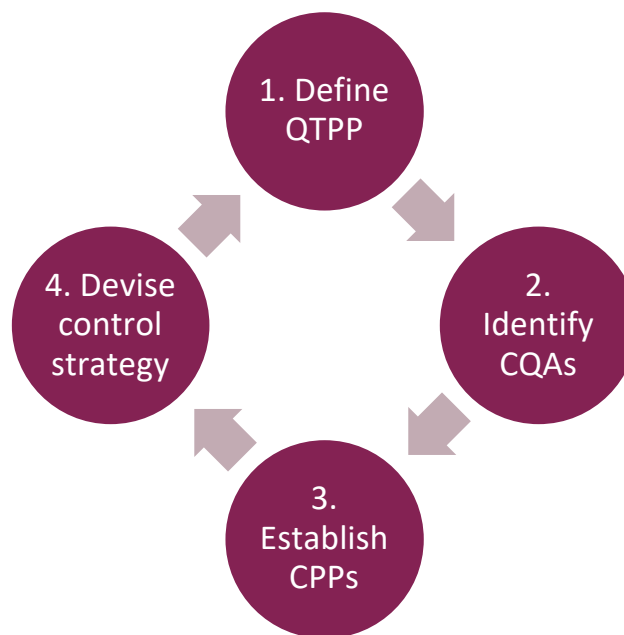 1. Define
QTPP
2.
Identify
CQAs
3.
Establish
CPPs
4. Devise
control
strategy